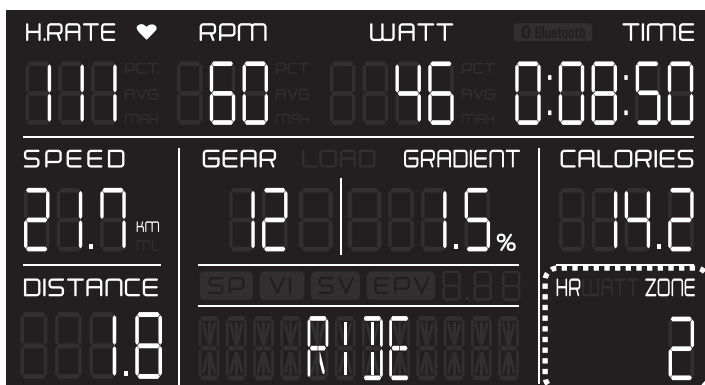 H.RATE RPM WATT Bluetooth TIME
PCT PCT PCT
AVG AVG AVG
MAX MAX MAX
111 60 46 0:08:50
SPEED GEAR LOAD GRADIENT CALORIES
21.7 KM ML 12 1.5% 14.2
DISTANCE SP VI SV EPV 8.88 HR WATT ZONE
1.8 RIDE 2